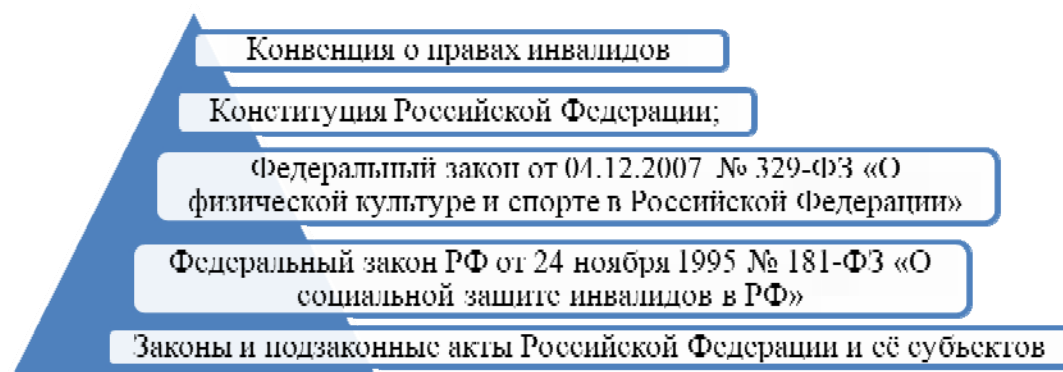 Конвенция о правах инвалидов
Конституция Российской Федерации;
Федеральный закон от 04.12.2007 № 329-ФЗ «О
физической культуре и спорте в Российской Федерации»
Федеральный закон РФ от 24 ноября 1995 № 181-ФЗ «О
социальной защите инвалидов в РФ»
Законы и подзаконные акты Российской Федерации и её субъектов